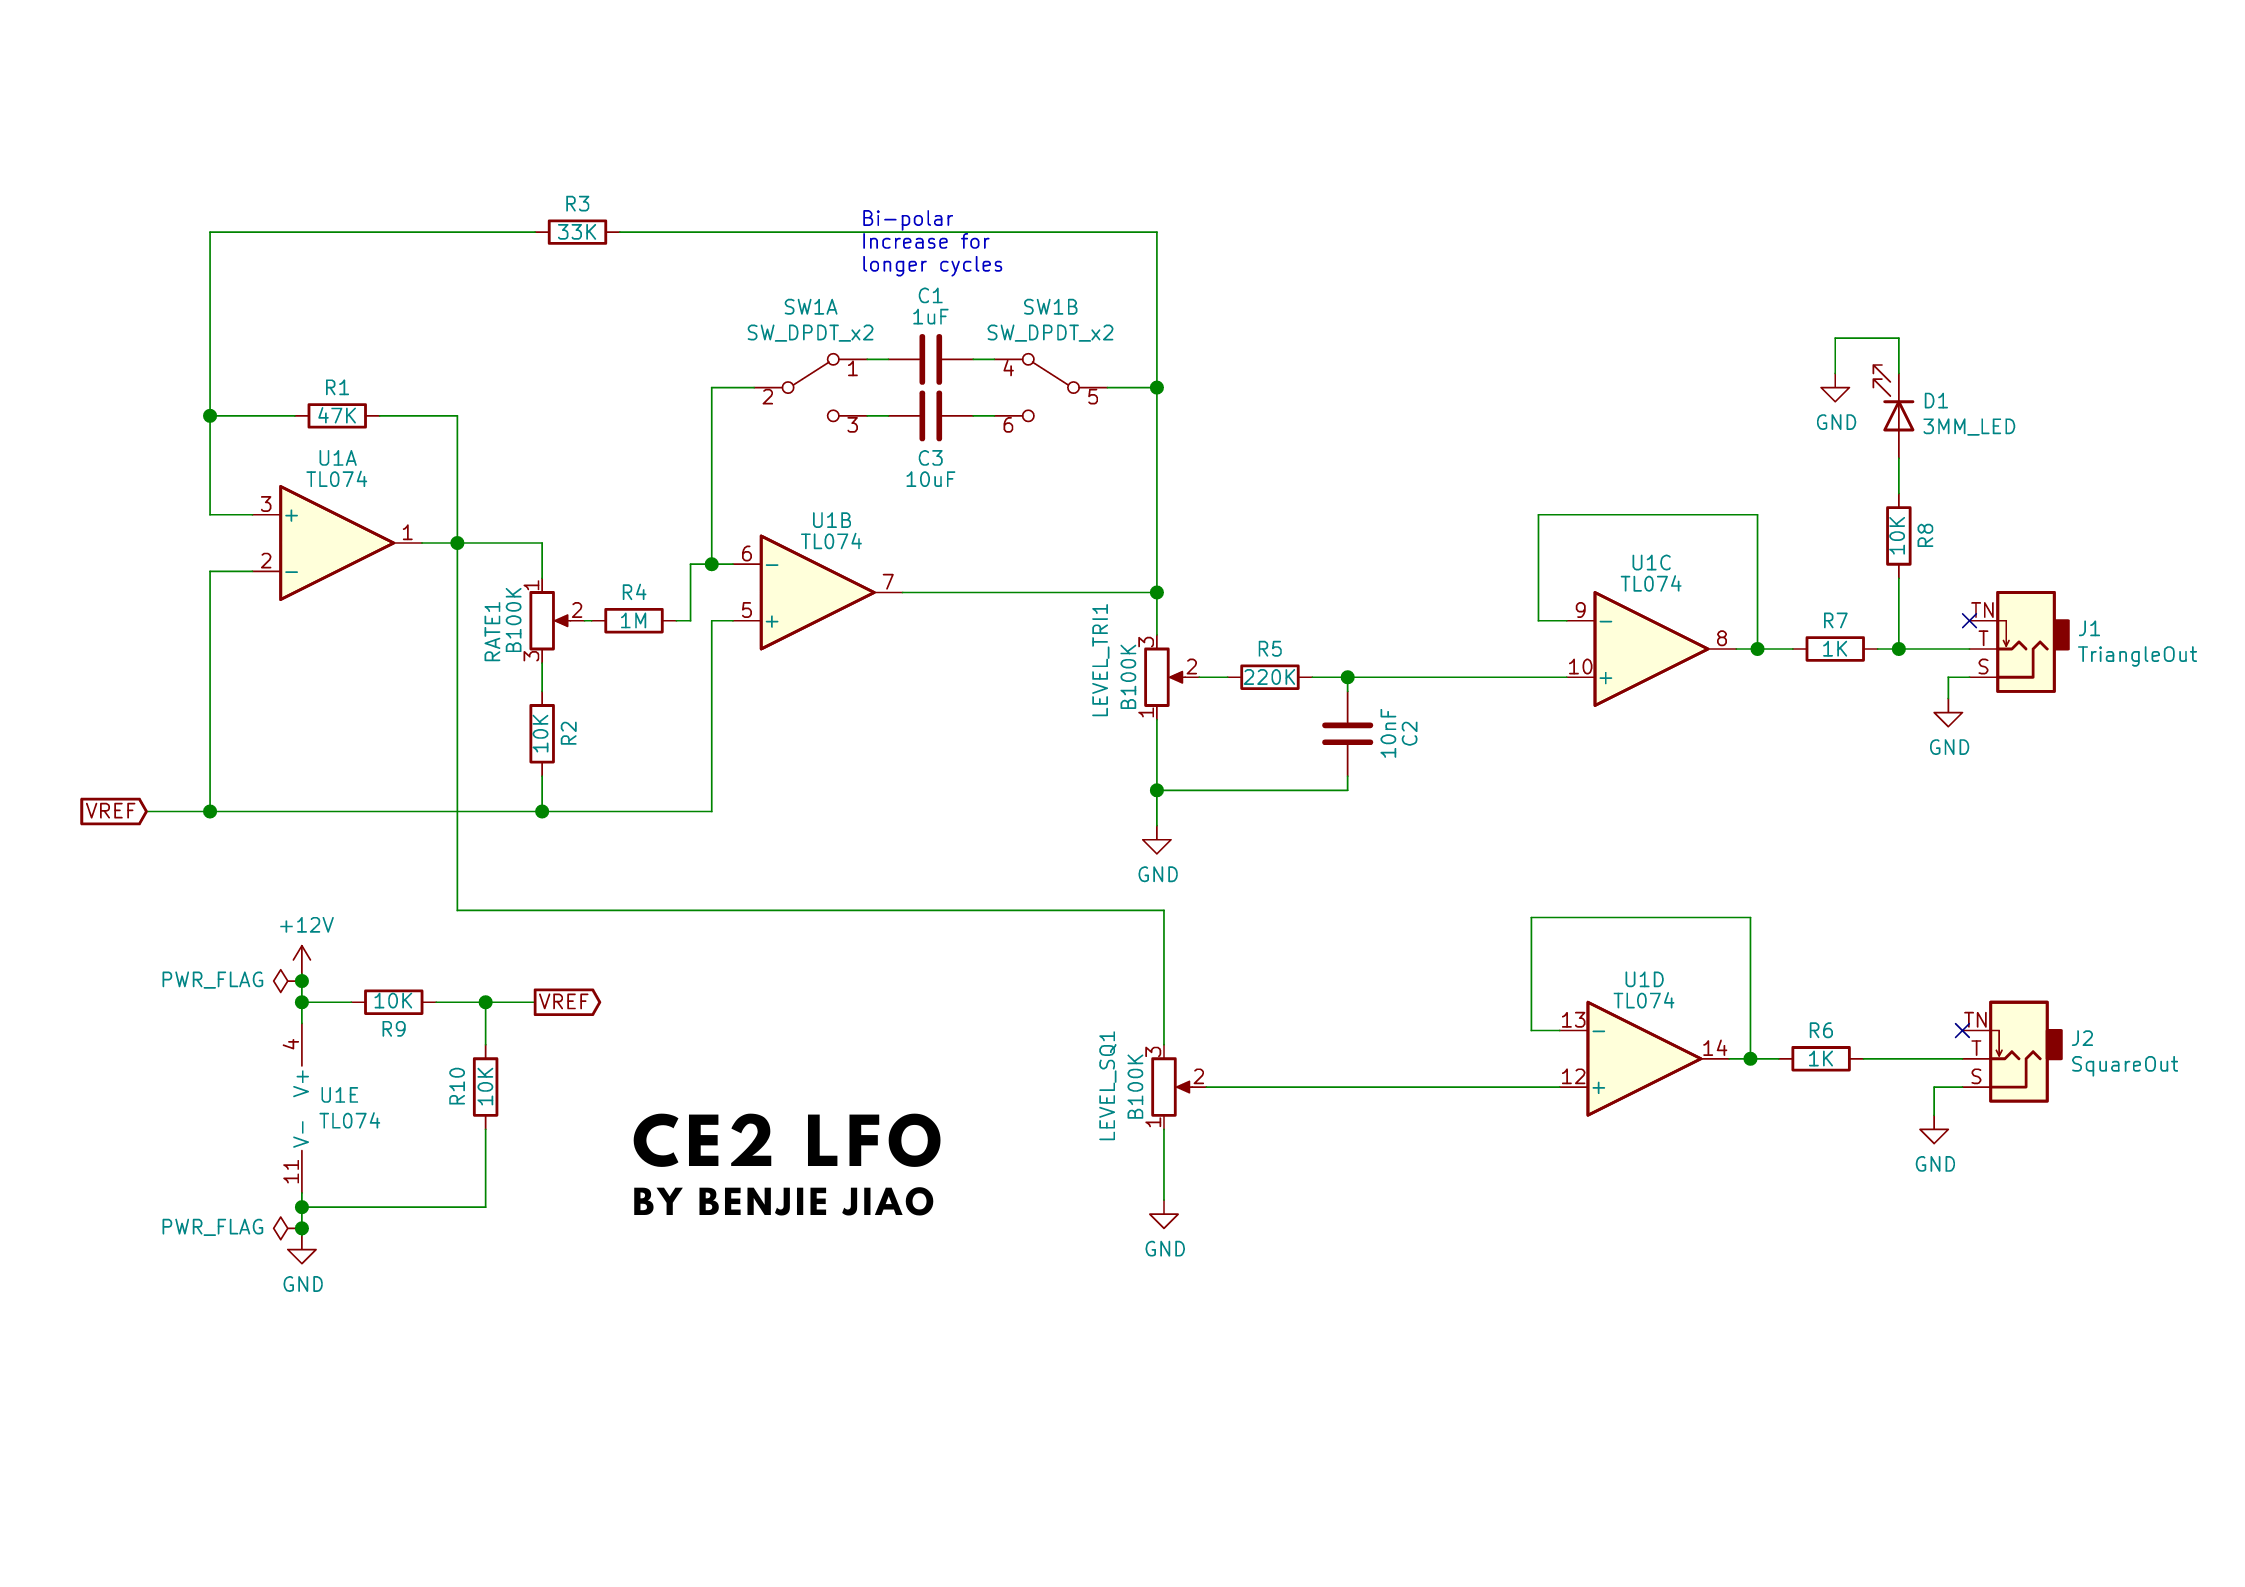 R3
33K
Bi-polar
Increase for
longer cycles
SW1A
SW_DPDT_x2
C1
1uF
SW1B
SW_DPDT_x2
1
2
3
4
5
6
C3
10uF
R1
47K
U1A
TL074
3
+
2
-
1
RATE1
B100K
1
2
3
R4
1M
R2
10K
U1B
TL074
6
-
5
+
7
VREF
LEVEL_TRI1
B100K
3
2
1
R5
220K
10nF
C2
GND
U1C
TL074
9
-
10
+
8
R7
1K
GND
D1
3MM_LED
10K
R8
TN
T
S
J1
TriangleOut
GND
+12V
PWR_FLAG
10K
R9
VREF
4
V+
U1E
TL074
V-
11
R10
10K
PWR_FLAG
GND
CE2 LFO
BY BENJIE JIAO
LEVEL_SQ1
B100K
3
2
1
GND
U1D
TL074
13
-
12
+
14
R6
1K
TN
T
S
J2
SquareOut
GND